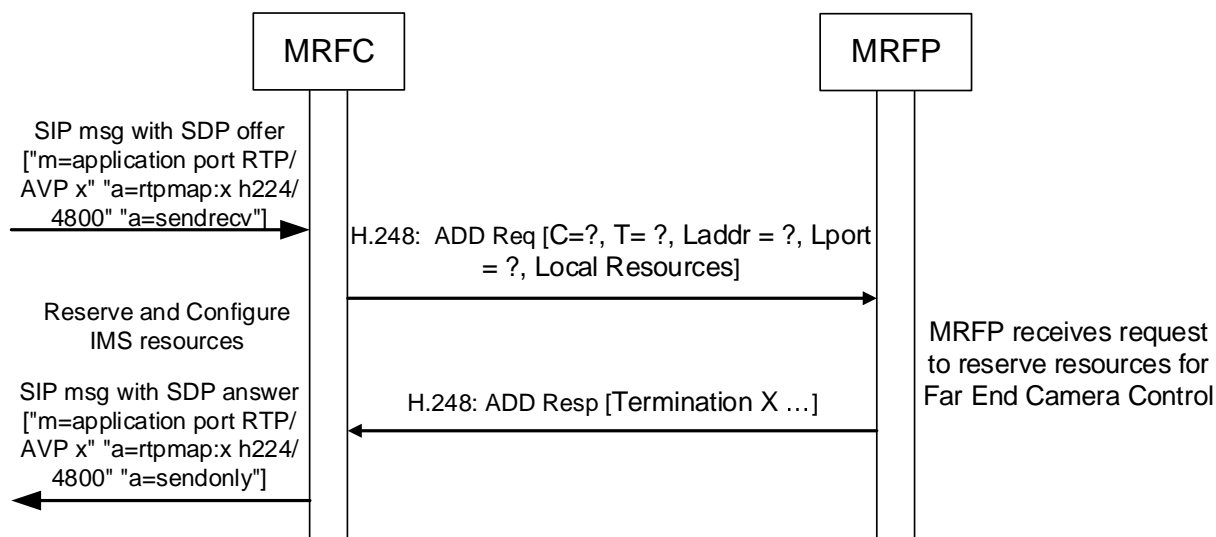 MRFC
MRFP
SIP msg with SDP offer
["m=application port RTP/
AVP x" "a=rtpmap:x h224/
4800" "a=sendrecv"]
H.248:  ADD Req [C=?, T= ?, Laddr = ?, Lport
= ?, Local Resources]
Reserve and Configure
IMS resources
MRFP receives request
to reserve resources for
Far End Camera Control
SIP msg with SDP answer
["m=application port RTP/
AVP x" "a=rtpmap:x h224/
4800" "a=sendonly"]
H.248: ADD Resp [Termination X ...]